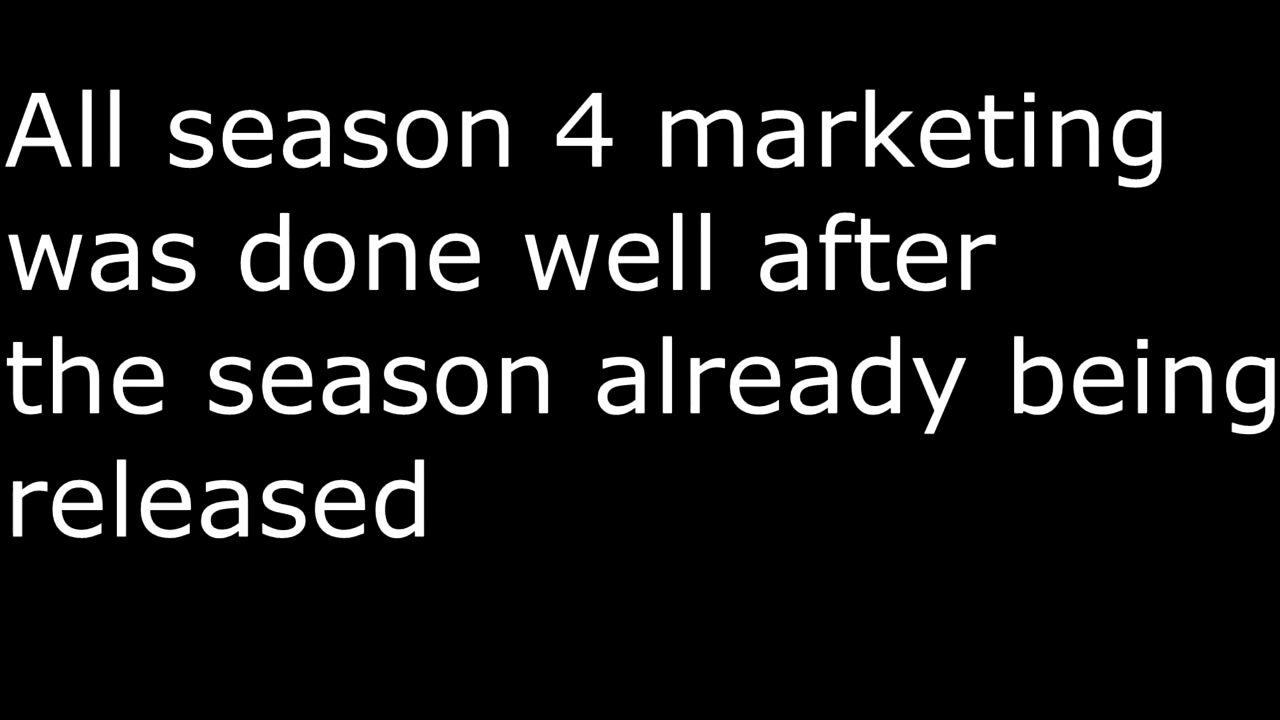 All season 4 marketing
was done well after
the season already being
released